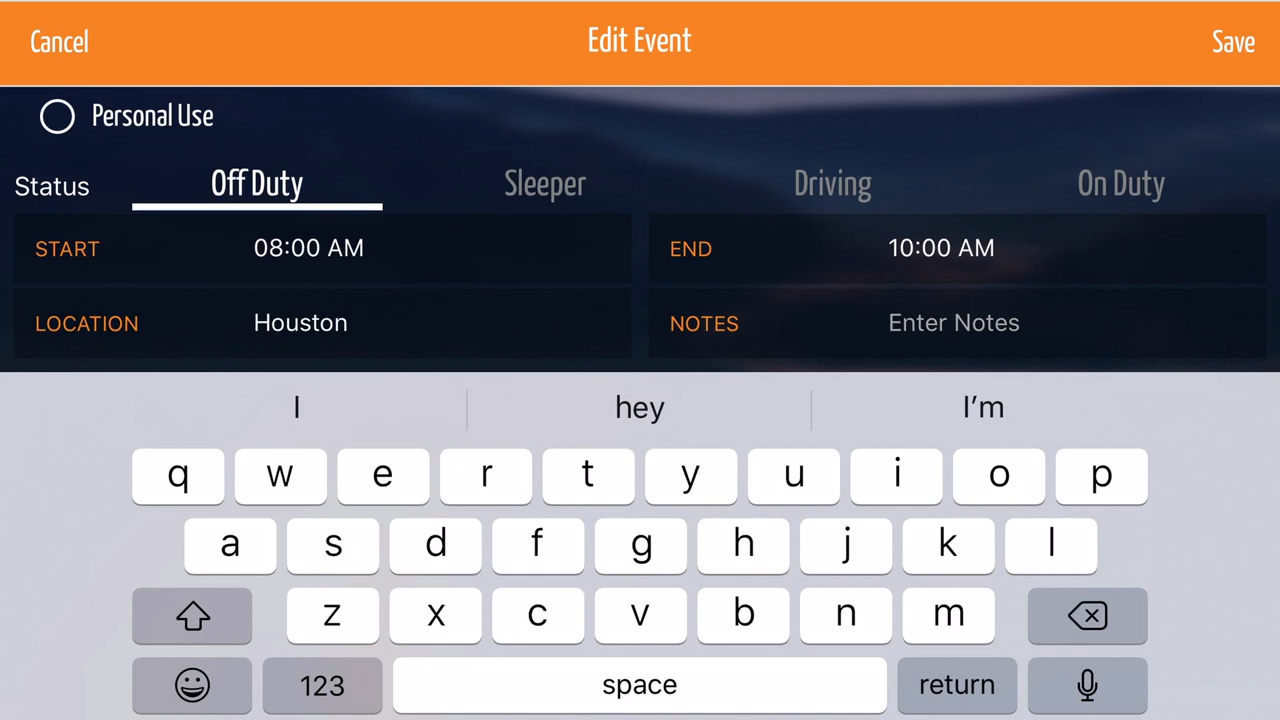 Cancel Edit Event Save
Personal Use
Status Off Duty Sleeper Driving On Duty
START 08:00 AM END 10:00 AM
LOCATION Houston NOTES Enter Notes
I hey I’m
q w e r t y u i o p
a s d f g h j k l
z x c v b n m
123 space return